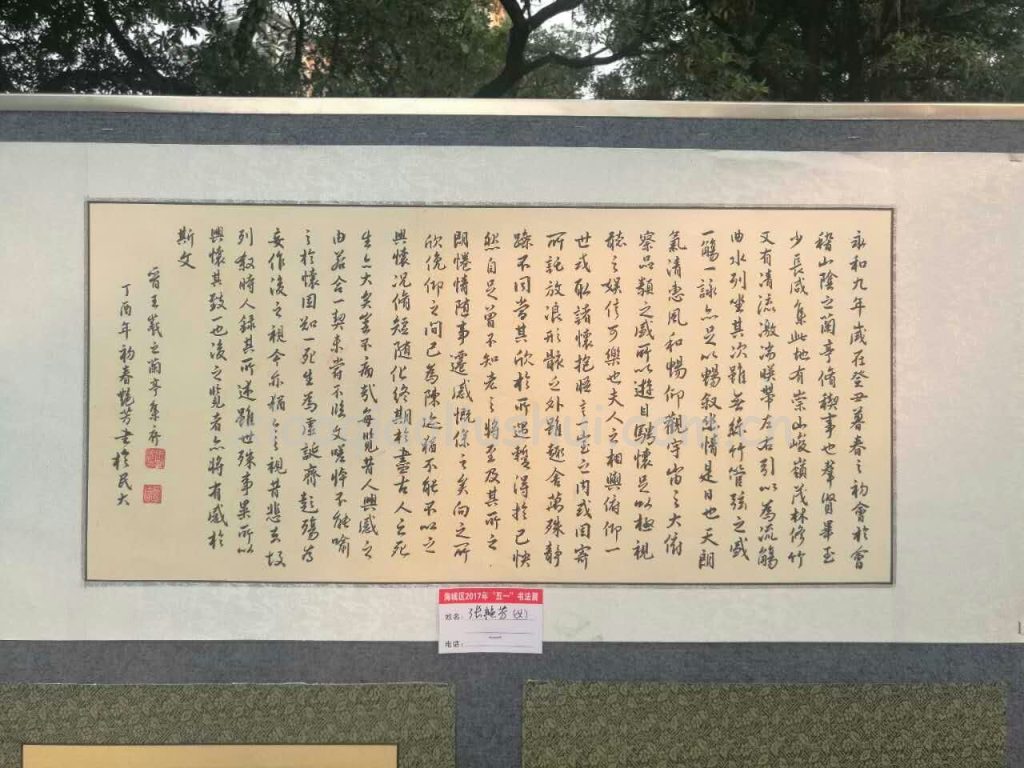 永和九年歲在癸丑暮春之初會於會
稽山陰之蘭亭脩稧事也羣賢畢至
少長咸集此地有崇山峻嶺茂林修竹
又有清流激湍暎帶左右引以為流觴
曲水列坐其次雖無絲竹管弦之盛
一觴一詠亦足以暢叙幽情是日也天朗
氣清惠風和暢仰觀宇宙之大俯
察品類之盛所以遊目騁懷足以極視
聽之娛信可樂也夫人之相與俯仰一
世或取諸懷抱悟言一室之内或因寄
所託放浪形骸之外雖趣舍萬殊靜
躁不同當其欣於所遇暫得於己快
然自足曾不知老之將至及其所之
既惓情隨事遷感慨係之矣向之所
欣俛仰之間已為陳迹猶不能不以之
興懷況脩短隨化終期於盡古人云死
生亦大矣豈不痛哉每覽昔人興感之
由若合一契未嘗不臨文嗟悼不能喻
之於懷固知一死生為虛誕齊彭殤為
妄作後之視今亦猶今之視昔悲夫故
列敘時人錄其所述雖世殊事異所以
興懷其致一也後之覽者亦將有感於
斯文
晉王羲之蘭亭集序
丁酉年初春艷芳書於民大
海城区2017年“五一”书法展
姓名：张艳芳(女)
电话：